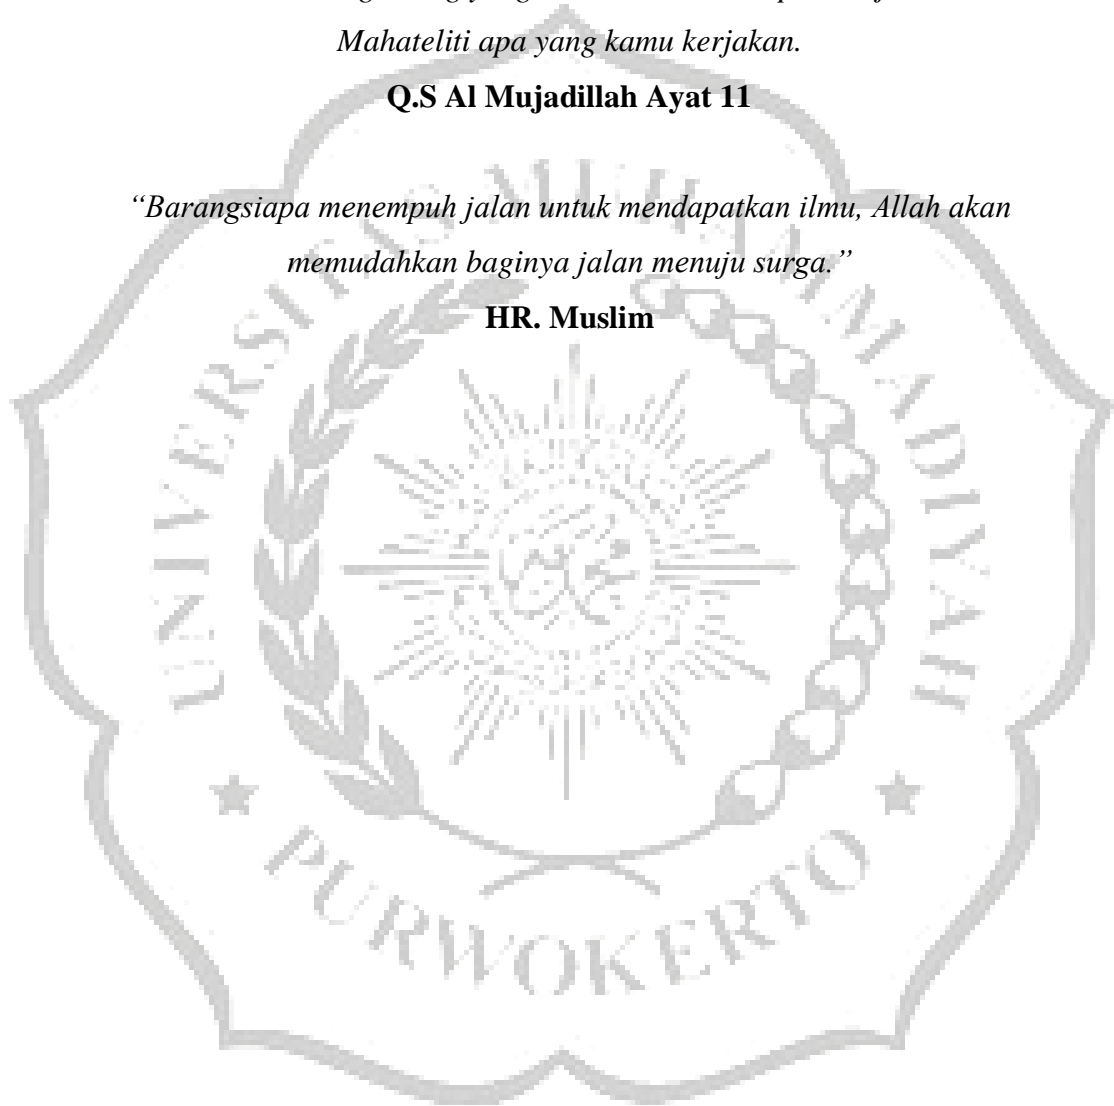 Mahateliti apa yang kamu kerjakan.
Q.S Al Mujadillah Ayat 11
“Barangsiapa menempuh jalan untuk mendapatkan ilmu, Allah akan
memudahkan baginya jalan menuju surga.”
HR. Muslim
UNIVERSITAS MUHAMMADIYAH
PURWOKERTO